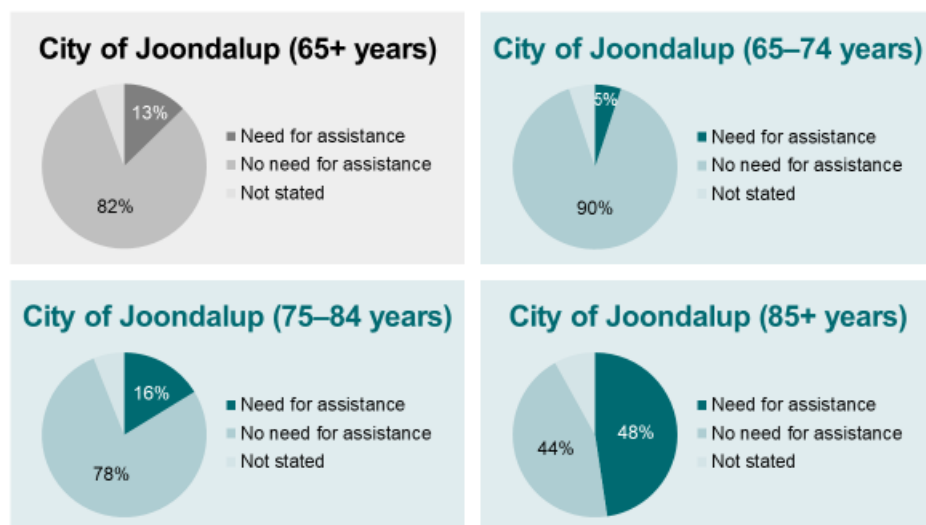 City of Joondalup (65+ years)
13%
82%
Need for assistance
No need for assistance
Not stated
City of Joondalup (65–74 years)
5%
90%
Need for assistance
No need for assistance
Not stated
City of Joondalup (75–84 years)
16%
78%
Need for assistance
No need for assistance
Not stated
City of Joondalup (85+ years)
48%
44%
Need for assistance
No need for assistance
Not stated